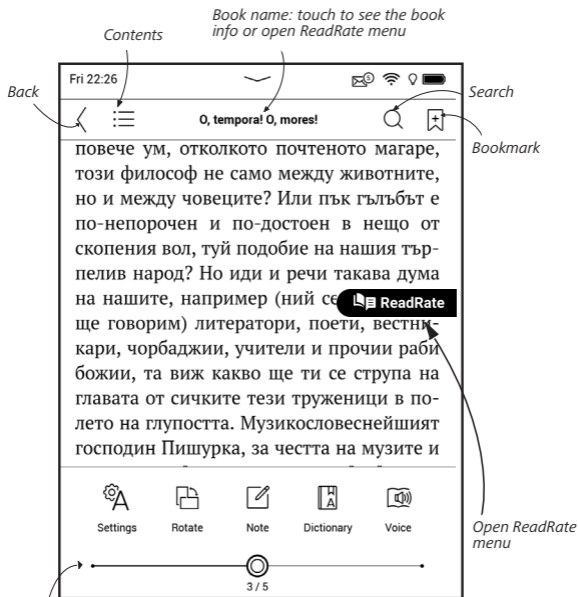 Book name: touch to see the book
info or open ReadRate menu
Contents
Back
Fri 22:26
O, tempora! O, mores!
Search
Bookmark
повече ум, отколкото почтеното магаре,
този философ не само между животните,
но и между човеците? Или пък гълъбът е
по-непорочен и по-достоен в нещо от
скопения вол, туй подобие на нашия тър-
пелив народ? Но иди и речи такава дума
на нашите, например (ний се
ReadRate
ще говорим) литератори, поети, вестни-
кари, чорбаджии, учители и прочии раби
божии, та виж какво ще ти се струпа на
главата от сичките тези труженици в по-
лето на глупостта. Музикословеснейшият
господин Пишурка, за честта на музите и
Settings
Rotate
Note
Dictionary
Voice
Open ReadRate
menu
3 / 5